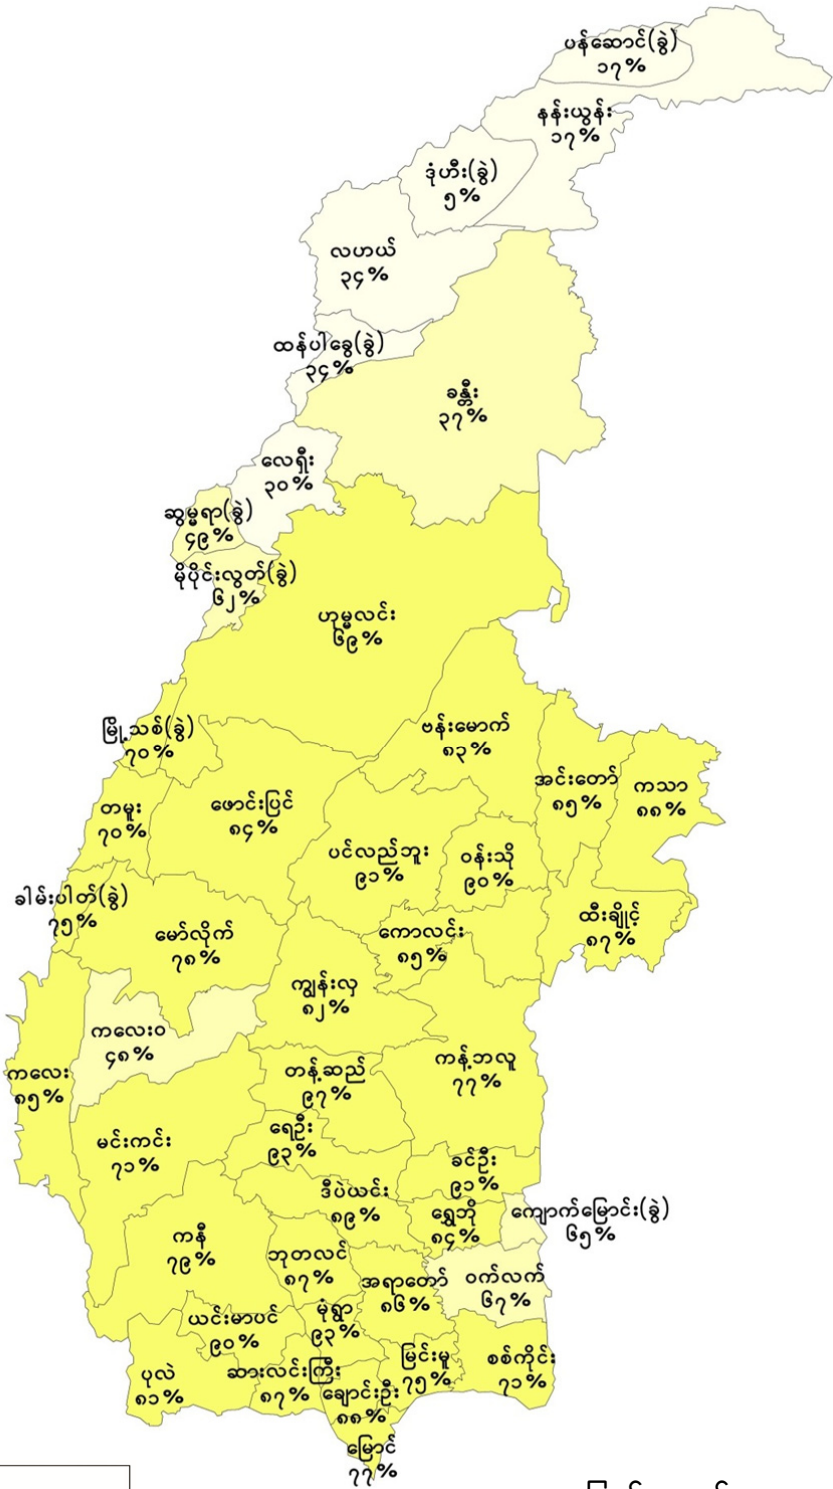 ပန်ဆောင်(ခွဲ)
၁၇%
နန်းယွန်း
၁၇%
ဒုံဟီး(ခွဲ)
၅%
လဟယ်
၃၄%
ထန်ပါခွေ(ခွဲ)
၃၄%
ခန္တီး
၃၇%
လေရှီး
၃၀%
ဆွမ္မရာ(ခွဲ)
၄၉%
မိုပိုင်းလွတ်(ခွဲ)
၆၂%
ဟုမ္မလင်း
၆၉%
ဗန်းမောက်
၈၃%
မြို့သစ်(ခွဲ)
၇၀%
အင်းတော်
၈၅%
ကသာ
၈၈%
တမူး
၇၀%
ဖောင်းပြင်
၈၄%
ပင်လည်ဘူး
၉၁%
ဝန်းသို
၉၀%
ခါမ်းပါတ်(ခွဲ)
၇၅%
မော်လိုက်
၇၈%
ကောလင်း
၈၅%
ထီးချိုင့်
၈၇%
ကျွန်းလှ
၈၂%
ကလေးဝ
၄၈%
ကလေး
၈၅%
တန့်ဆည်
၉၇%
ကန့်ဘလူ
၇၇%
မင်းကင်း
၇၁%
ရေဦး
၉၃%
ခင်ဦး
၉၁%
ဒီပဲယင်း
၈၉%
ရွှေဘို
၈၄%
ကျောက်မြောင်း(ခွဲ)
၆၅%
ကနီ
၇၉%
ဘုတလင်
၈၇%
အရာတော်
၈၆%
ဝက်လက်
၆၇%
ယင်းမာပင်
၉၀%
မုံရွာ
၉၃%
မြင်းမူ
၇၅%
စစ်ကိုင်း
၇၁%
ပုလဲ
၈၁%
ဆားလင်းကြီး
၈၇%
ချောင်းဦး
၈၈%
မြောင်
၇၇%